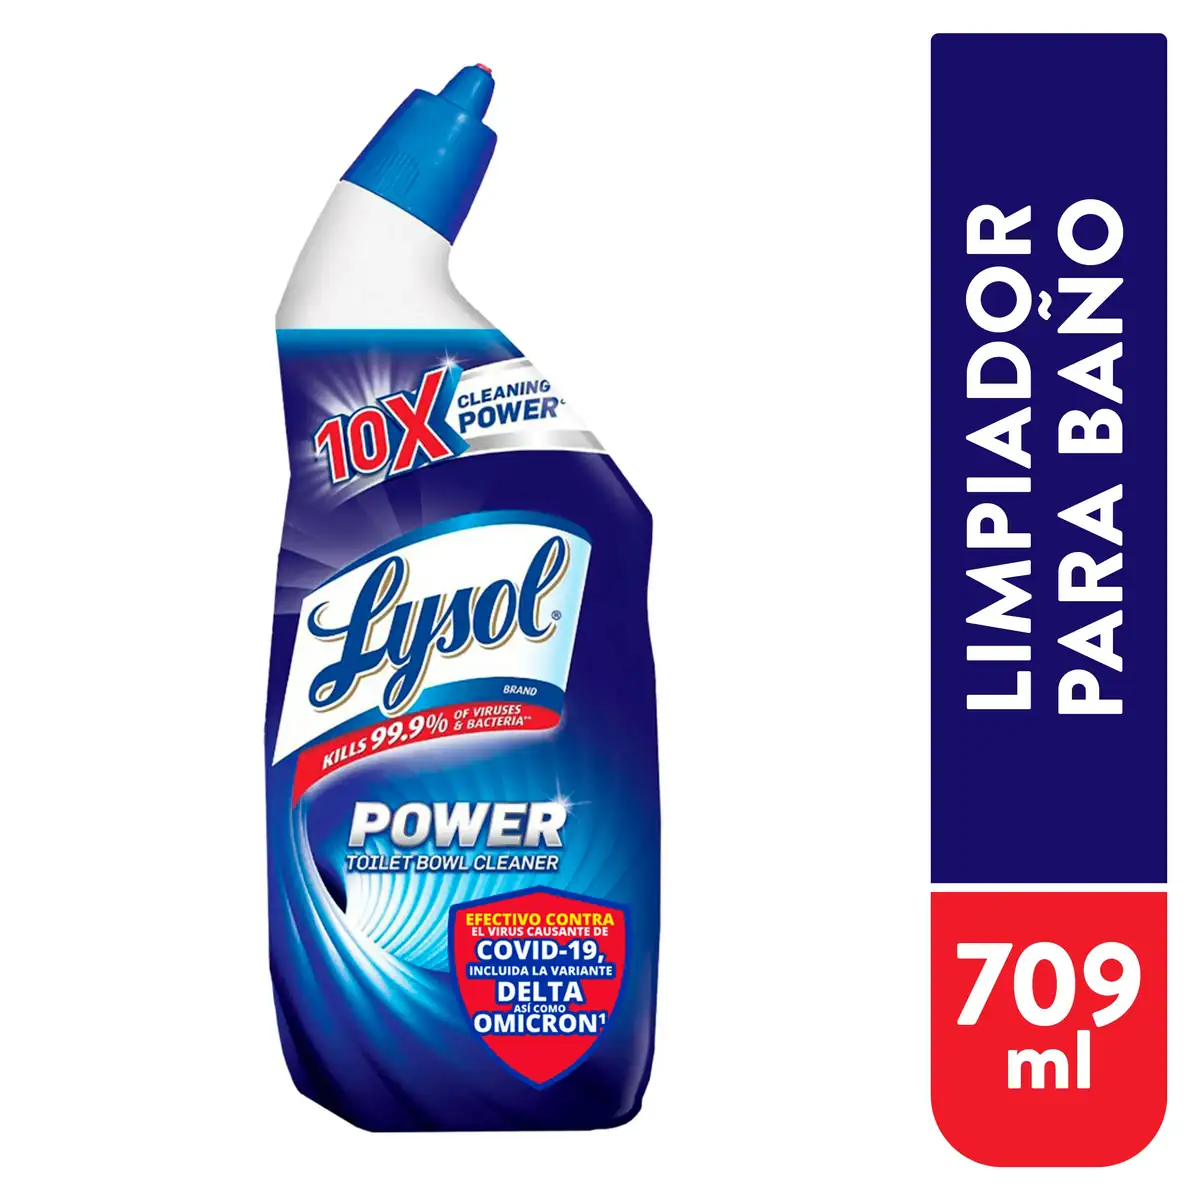 10X
CLEANING
POWER
Lysol®
BRAND
KILLS 99.9% OF VIRUSES
& BACTERIA**
POWER
TOILET BOWL CLEANER
EFECTIVO CONTRA
EL VIRUS CAUSANTE DE
COVID-19,
INCLUIDA LA VARIANTE
DELTA
ASÍ COMO
OMICRON¹
LIMPIADOR
PARA BAÑO
709
ml